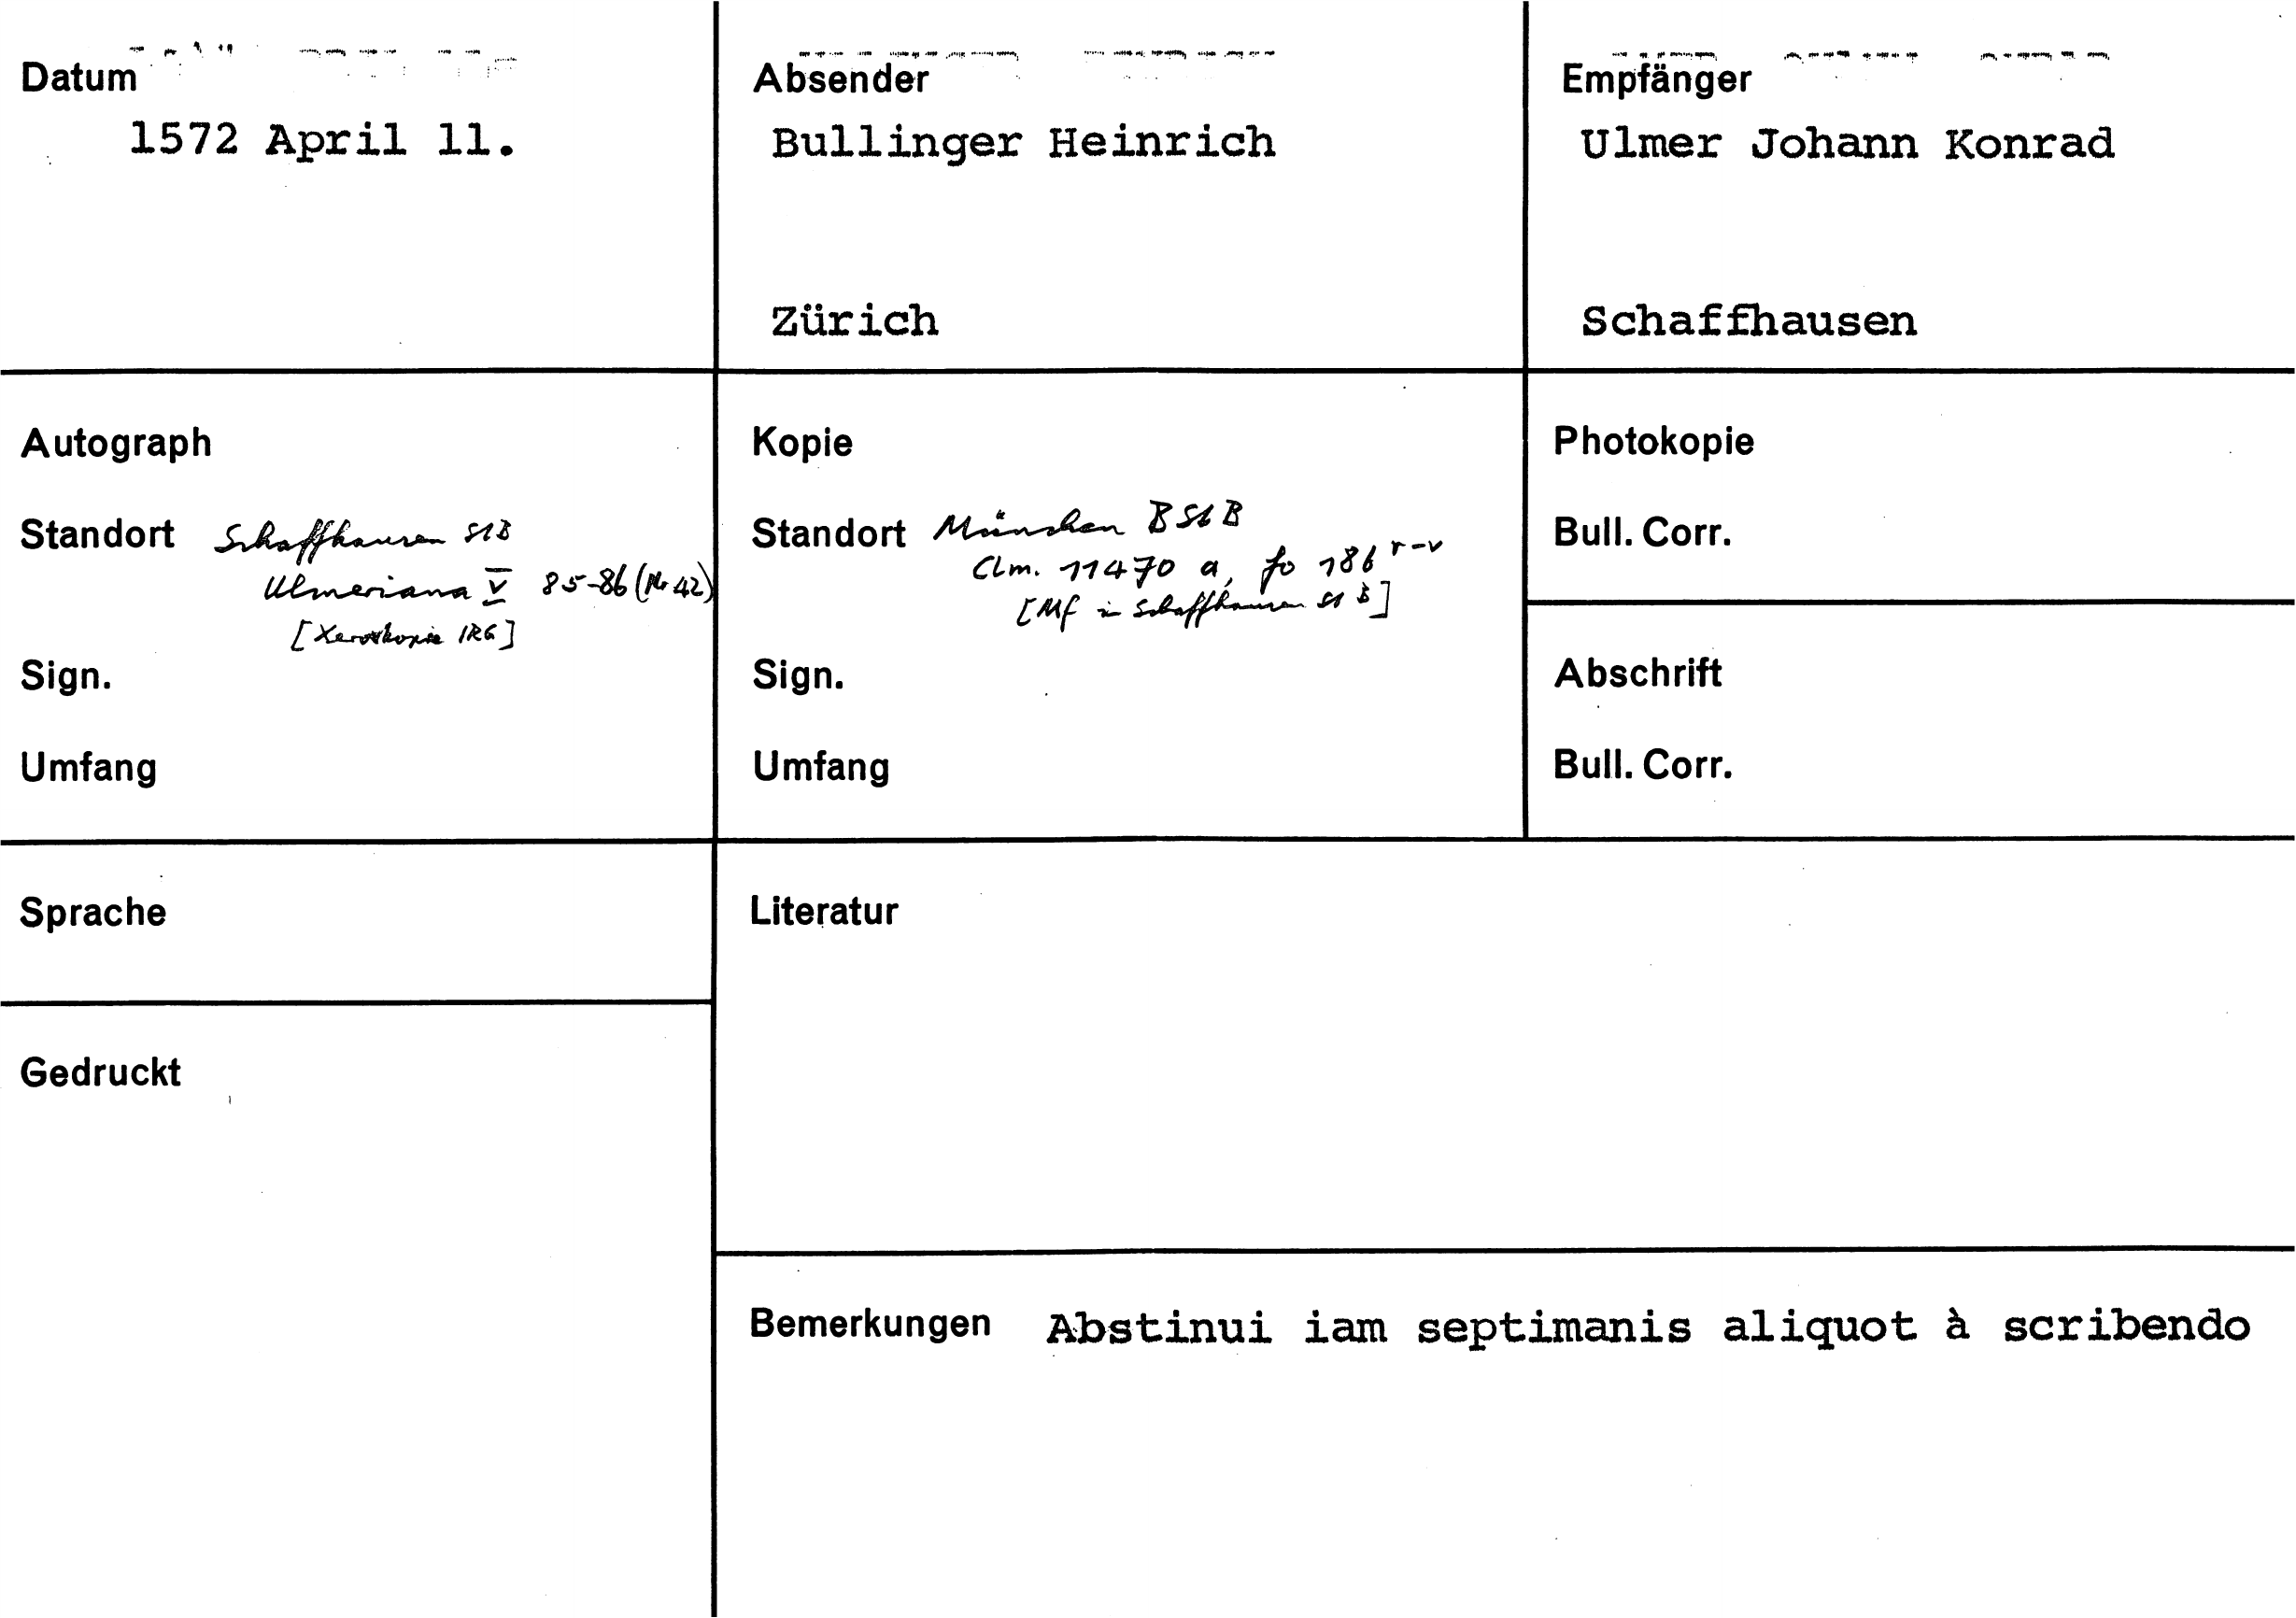 Datum
1572 April 11.
Absender
Bullinger Heinrich
Zürich
Empfänger
Ulmer Johann Konrad
Schaffhausen
Autograph
Standort Schaffhausen StB
Ulmeriana V 85-86 (Nr 42)
[Xerokopie IRG]
Sign.
Umfang
Kopie
Standort München BStB
Clm. 11470 a, fo 186 r-v
[Mf in Schaffhausen StB]
Sign.
Umfang
Photokopie
Bull. Corr.
Abschrift
Bull. Corr.
Sprache
Gedruckt
Literatur
Bemerkungen Abstinui iam septimanis aliquot à scribendo